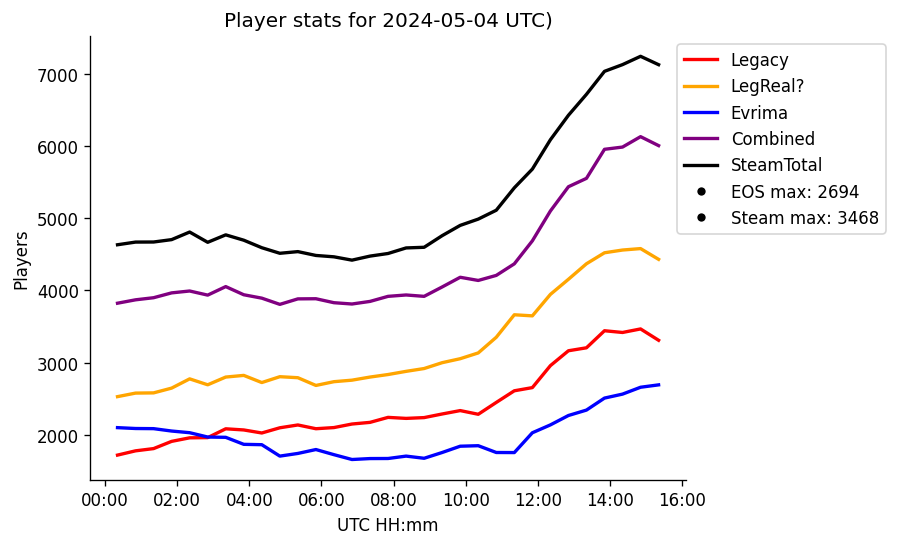 Player stats for 2024-05-04 UTC)
Legacy
LegReal?
Evrima
Combined
SteamTotal
EOS max: 2694
Steam max: 3468
7000
6000
5000
4000
3000
2000
Players
00:00 02:00 04:00 06:00 08:00 10:00 12:00 14:00 16:00
UTC HH:mm